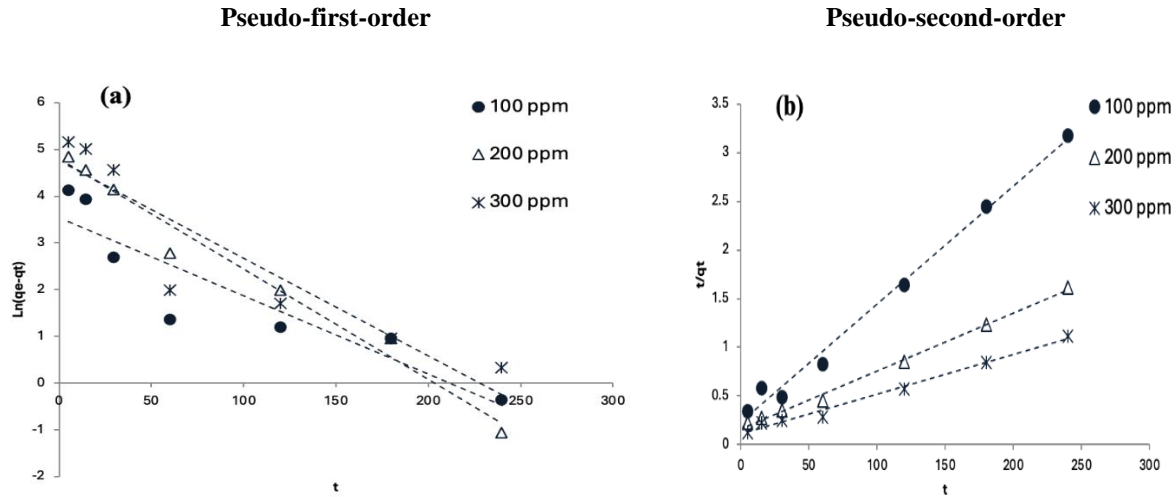 Pseudo-first-order
Pseudo-second-order
(a)
100 ppm
200 ppm
300 ppm
6
5
4
3
2
1
0
-1
-2
0
50
100
150
200
250
300
Ln(qe-qt)
t
(b)
100 ppm
200 ppm
300 ppm
3.5
3
2.5
2
1.5
1
0.5
0
0
50
100
150
200
250
300
t/qt
t